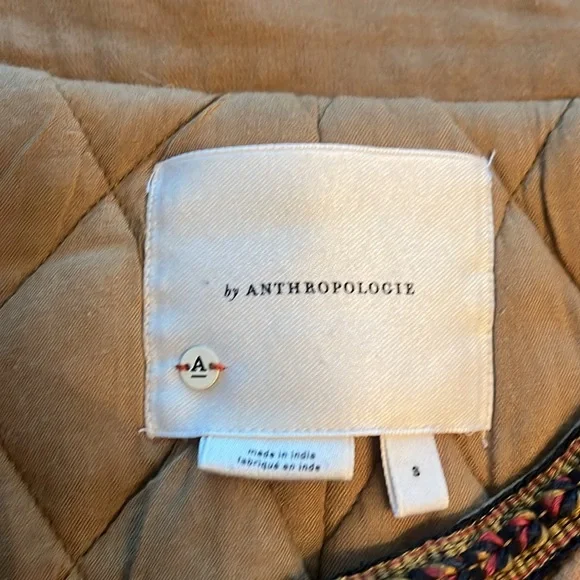 by ANTHROPOLOGIE
A
made in india
fabriqué en inde